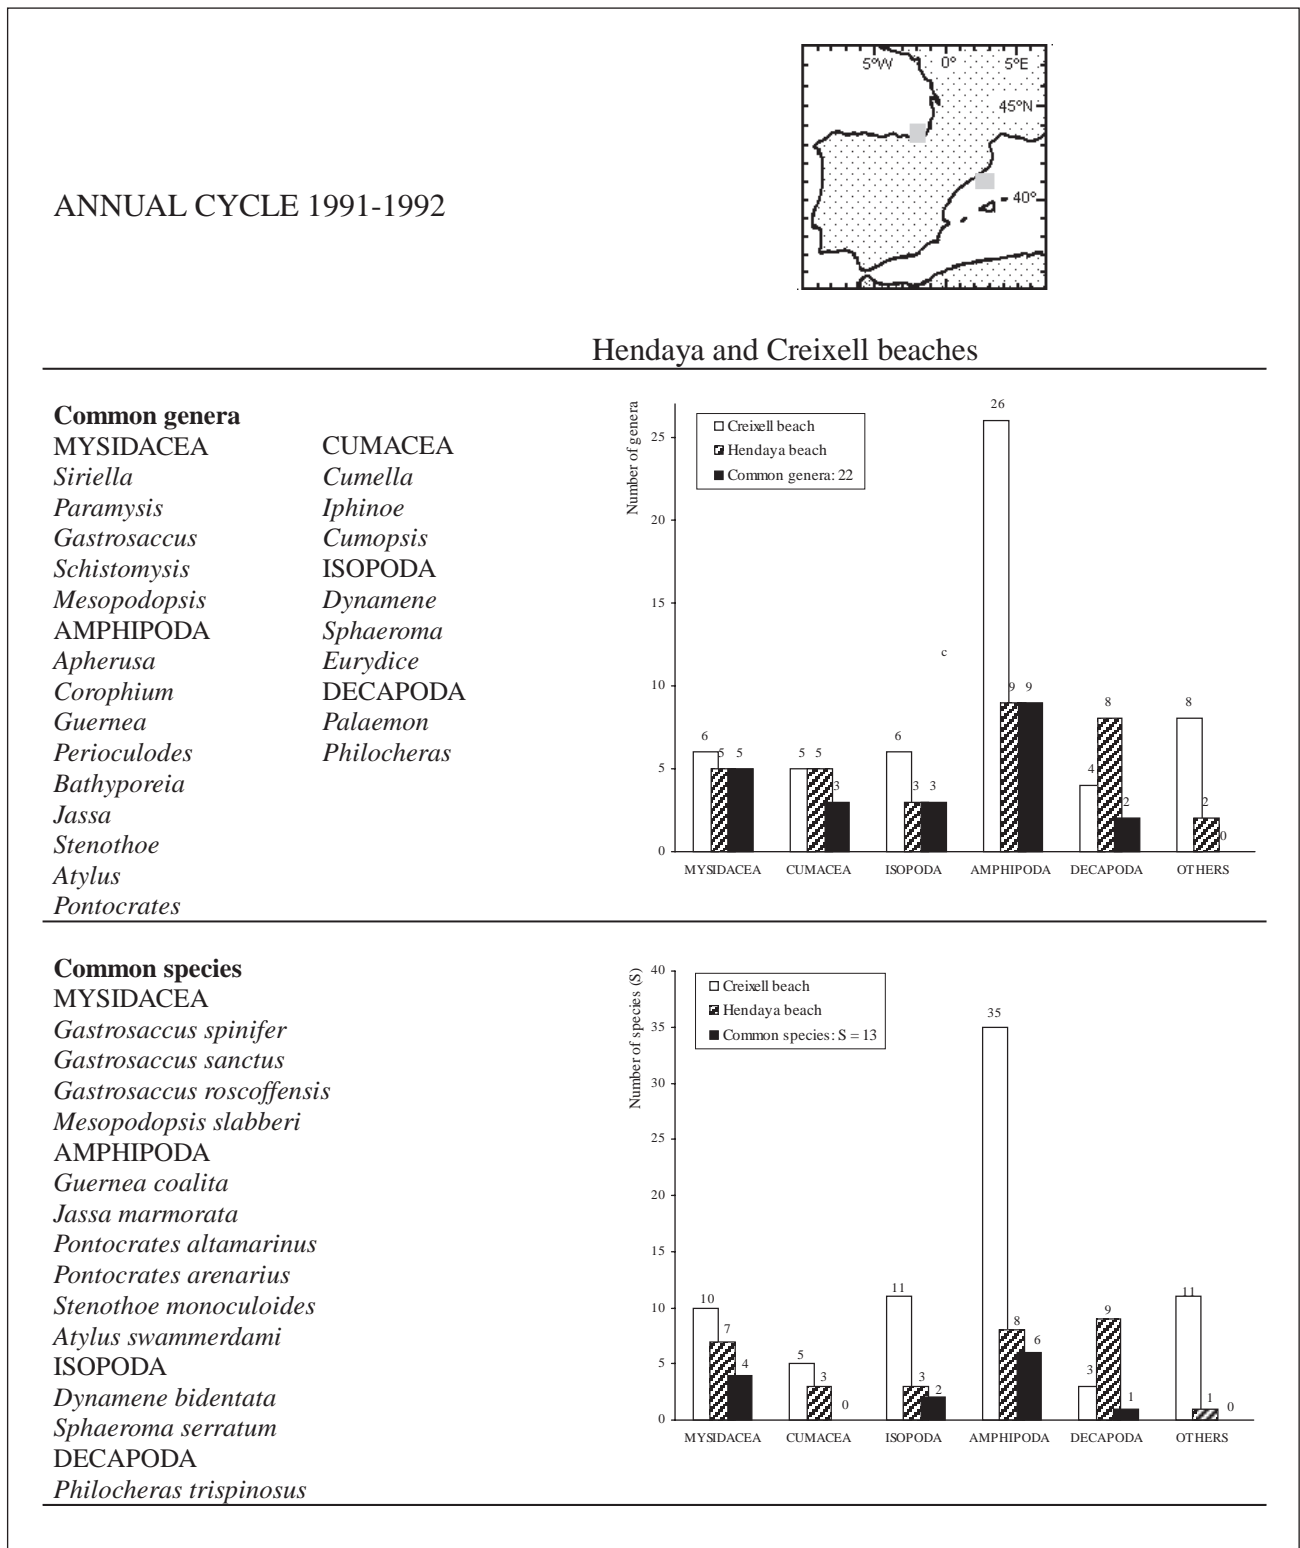 5°W 0° 5°E
45°N
40°
ANNUAL CYCLE 1991-1992
Hendaya and Creixell beaches
Common genera
MYSIDACEA
Siriella
Paramysis
Gastrosaccus
Schistomysis
Mesopodopsis
AMPHIPODA
Apherusa
Corophium
Guernea
Perioculodes
Bathyporeia
Jassa
Stenothoe
Atylus
Pontocrates
CUMACEA
Cumella
Iphinoe
Cumopsis
ISOPODA
Dynamene
Sphaeroma
Eurydice
DECAPODA
Palaemon
Philocheras
Number of genera
Creixell beach
Hendaya beach
Common genera: 22
25
20
15
10
5
0
c
6 5 5
5 5 3
6 3 3
26 9 9
4 8 2
8 2 0
MYSIDACEA CUMACEA ISOPODA AMPHIPODA DECAPODA OTHERS
Common species
MYSIDACEA
Gastrosaccus spinifer
Gastrosaccus sanctus
Gastrosaccus roscoffensis
Mesopodopsis slabberi
AMPHIPODA
Guernea coalita
Jassa marmorata
Pontocrates altamarinus
Pontocrates arenarius
Stenothoe monoculoides
Atylus swammerdami
ISOPODA
Dynamene bidentata
Sphaeroma serratum
DECAPODA
Philocheras trispinosus
Number of species (S)
Creixell beach
Hendaya beach
Common species: S = 13
40
35
30
25
20
15
10
5
0
10 7 4
5 3 0
11 3 2
35 8 6
3 9 1
11 1 0
MYSIDACEA CUMACEA ISOPODA AMPHIPODA DECAPODA OTHERS